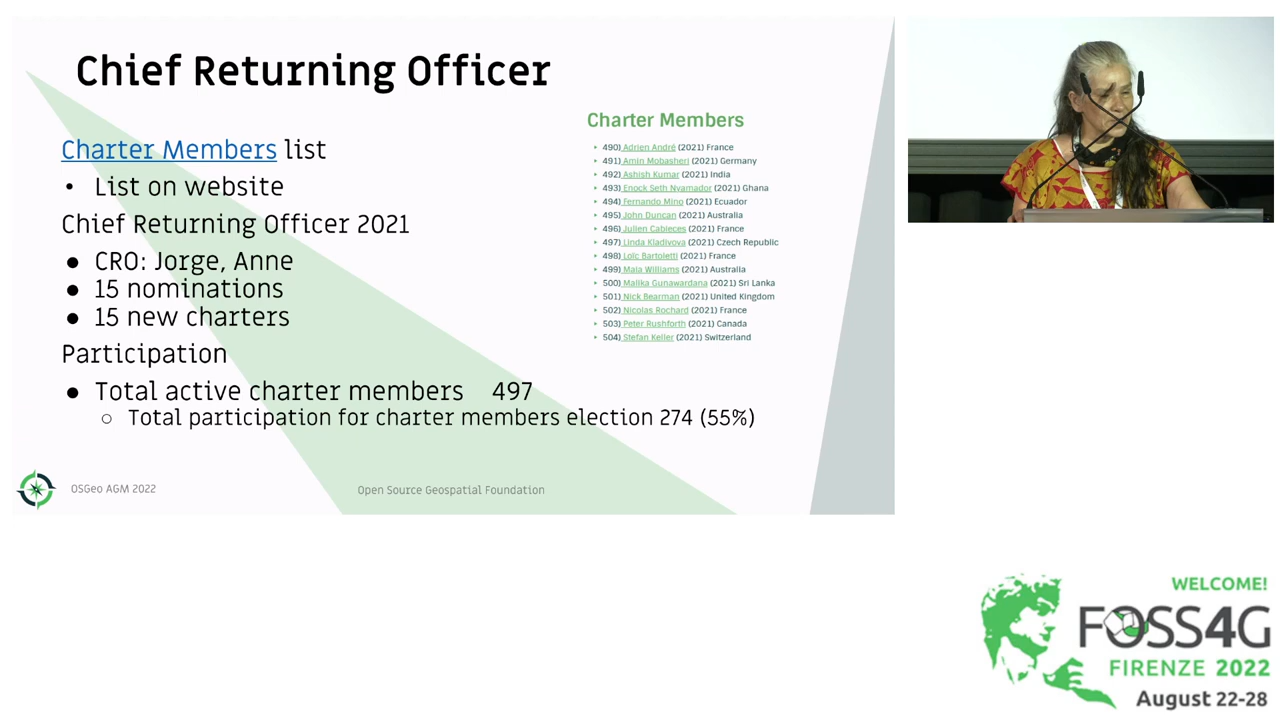 Chief Returning Officer
Charter Members list
• List on website
Chief Returning Officer 2021
● CRO: Jorge, Anne
● 15 nominations
● 15 new charters
Participation
● Total active charter members 497
○ Total participation for charter members election 274 (55%)
Charter Members
490) Adrien André (2021) France
491) Amin Mobasheri (2021) Germany
492) Ashish Kumar (2021) India
493) Enock Seth Nyamador (2021) Ghana
494) Fernando Mino (2021) Ecuador
495) John Duncan (2021) Australia
496) Julien Cabieces (2021) France
497) Linda Kladivova (2021) Czech Republic
498) Loïc Bartoletti (2021) France
499) Maia Williams (2021) Australia
500) Malika Gunawardana (2021) Sri Lanka
501) Nick Bearman (2021) United Kingdom
502) Nicolas Rochard (2021) France
503) Peter Rushforth (2021) Canada
504) Stefan Keller (2021) Switzerland
OSGeo AGM 2022
Open Source Geospatial Foundation
WELCOME!
FOSS4G
FIRENZE 2022
August 22-28